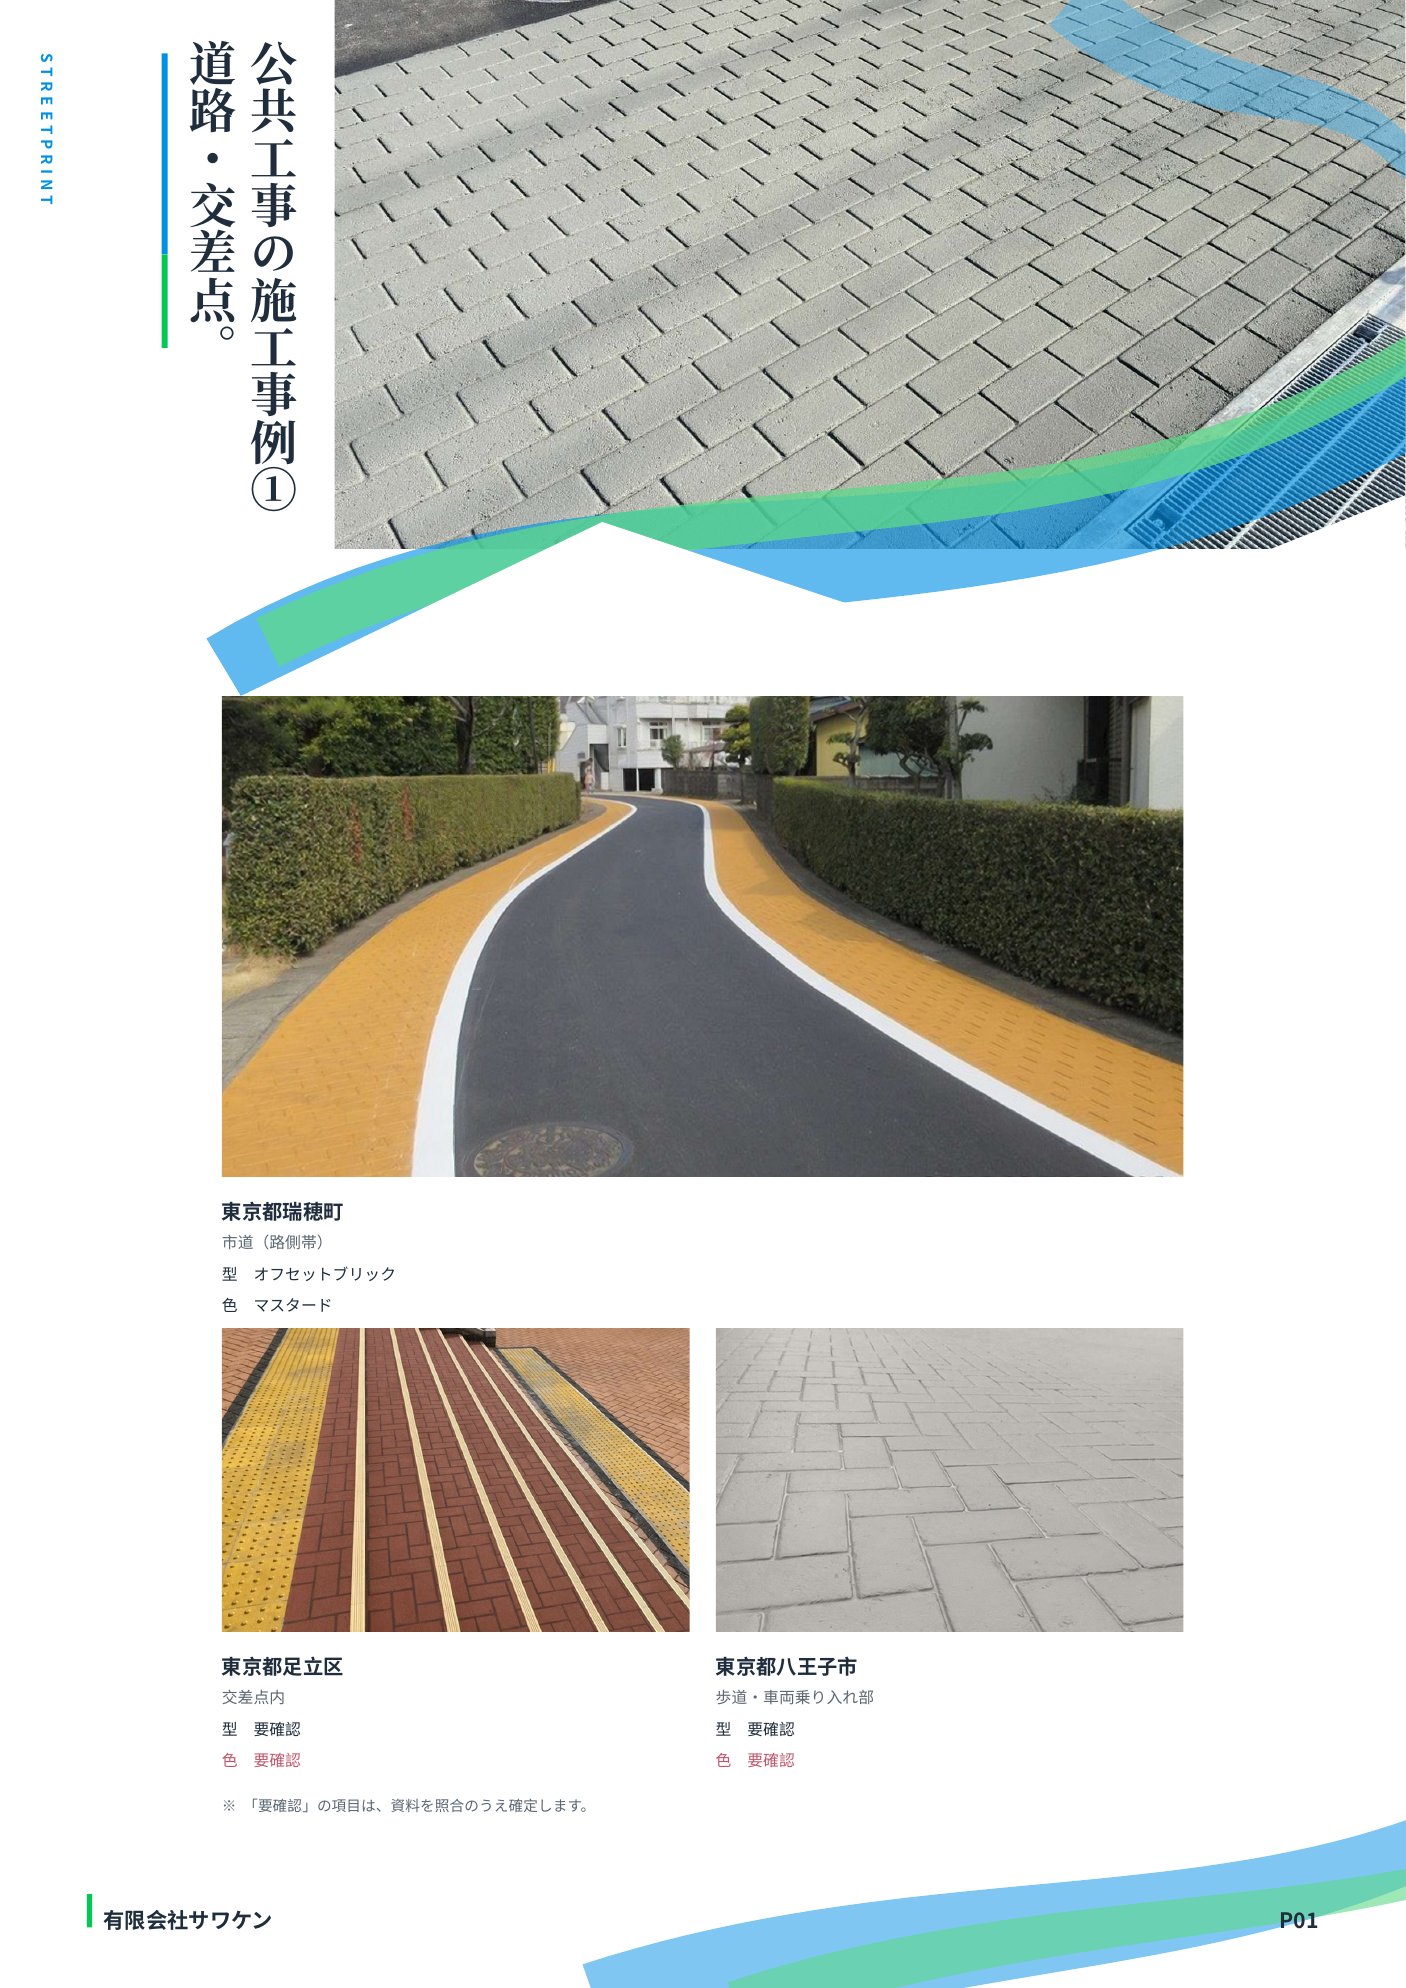 STREETPRINT
公共工事の施工事例①
道路・交差点。
東京都瑞穂町
市道（路側帯）
型　オフセットブリック
色　マスタード
東京都足立区
交差点内
型　要確認
色　要確認
東京都八王子市
歩道・車両乗り入れ部
型　要確認
色　要確認
※ 「要確認」の項目は、資料を照合のうえ確定します。
有限会社サワケン
P01